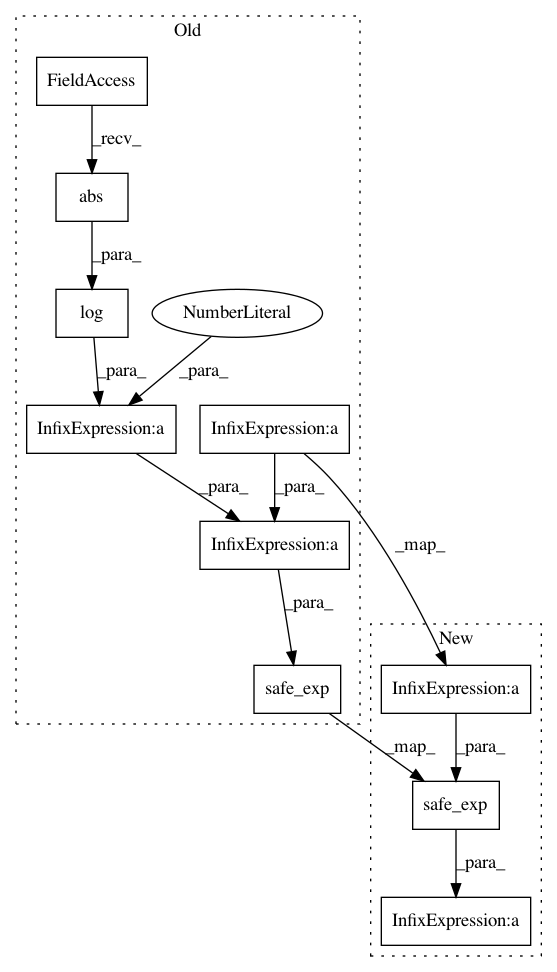 Old
FieldAccess
_recv_
abs
_para_
log
NumberLiteral
_para_
_para_
InfixExpression:a
InfixExpression:a
_para_
_para_
_map_
InfixExpression:a
_para_
New
safe_exp
InfixExpression:a
_map_
_para_
safe_exp
_para_
InfixExpression:a